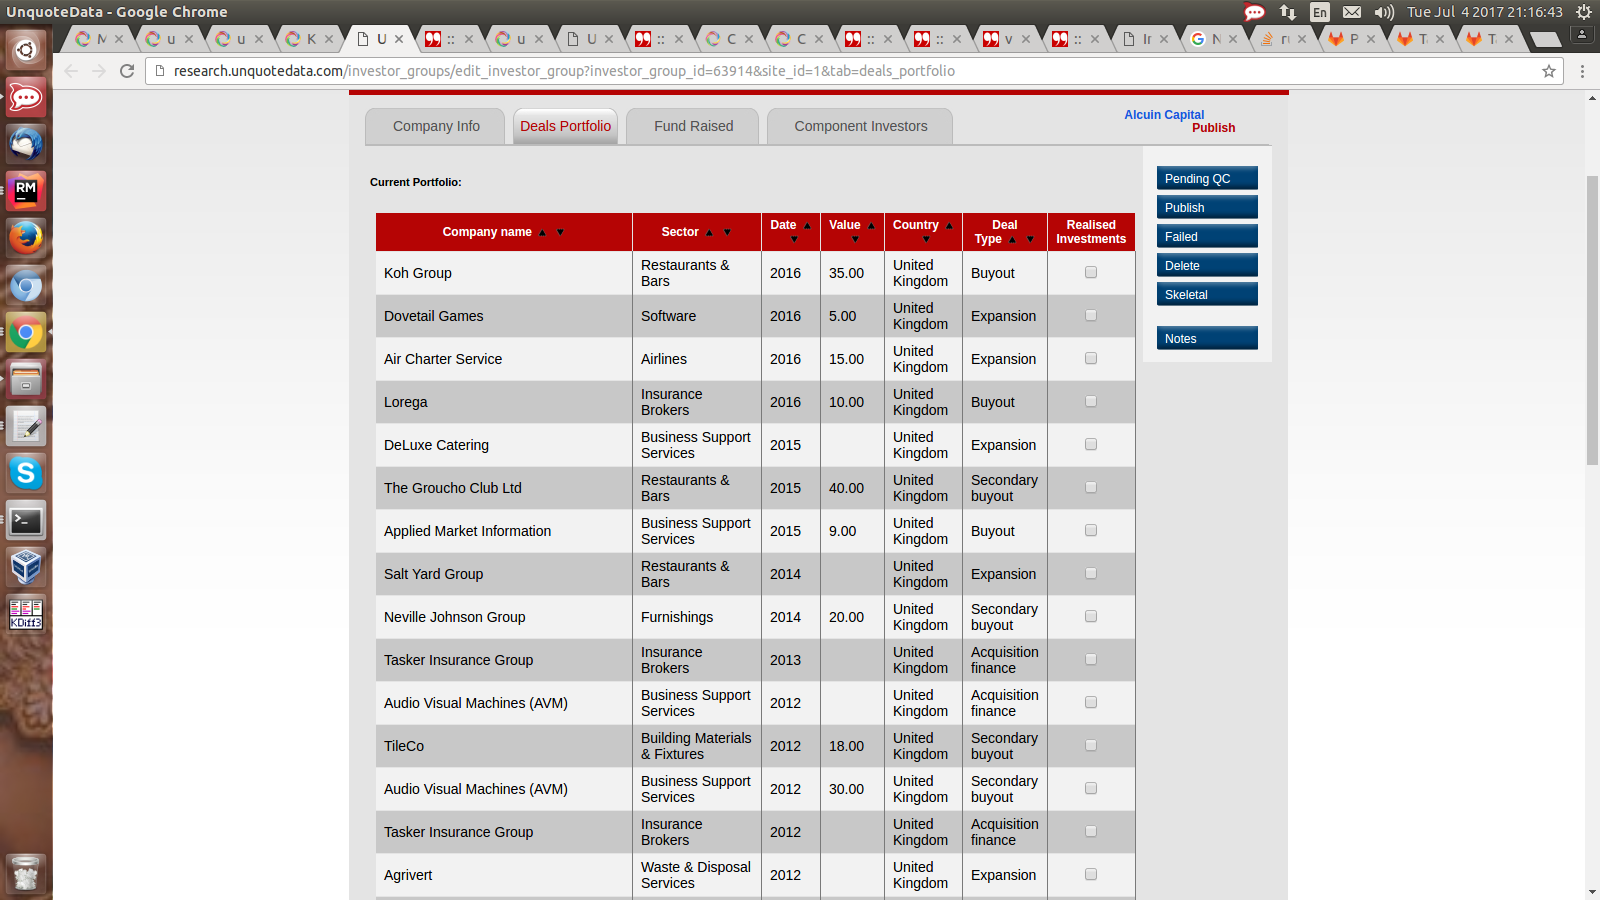 UnquoteData - Google Chrome
En
Tue Jul 4 2017 21:16:43
research.unquotedata.com/investor_groups/edit_investor_group?investor_group_id=63914&site_id=1&tab=deals_portfolio
Company Info
Deals Portfolio
Fund Raised
Component Investors
Alcuin Capital
Publish
Current Portfolio:
Pending QC
Publish
Failed
Delete
Skeletal
Notes
Company name ▲ ▼ Sector ▲ ▼ Date ▲ ▼ Value ▲ ▼ Country ▲ ▼ Deal Type ▲ ▼ Realised Investments
Koh Group Restaurants & Bars 2016 35.00 United Kingdom Buyout
Dovetail Games Software 2016 5.00 United Kingdom Expansion
Air Charter Service Airlines 2016 15.00 United Kingdom Expansion
Lorega Insurance Brokers 2016 10.00 United Kingdom Buyout
DeLuxe Catering Business Support Services 2015 United Kingdom Expansion
The Groucho Club Ltd Restaurants & Bars 2015 40.00 United Kingdom Secondary buyout
Applied Market Information Business Support Services 2015 9.00 United Kingdom Buyout
Salt Yard Group Restaurants & Bars 2014 United Kingdom Expansion
Neville Johnson Group Furnishings 2014 20.00 United Kingdom Secondary buyout
Tasker Insurance Group Insurance Brokers 2013 United Kingdom Acquisition finance
Audio Visual Machines (AVM) Business Support Services 2012 United Kingdom Acquisition finance
TileCo Building Materials & Fixtures 2012 18.00 United Kingdom Secondary buyout
Audio Visual Machines (AVM) Business Support Services 2012 30.00 United Kingdom Secondary buyout
Tasker Insurance Group Insurance Brokers 2012 United Kingdom Acquisition finance
Agrivert Waste & Disposal Services 2012 United Kingdom Expansion
RM
S
KDiff3